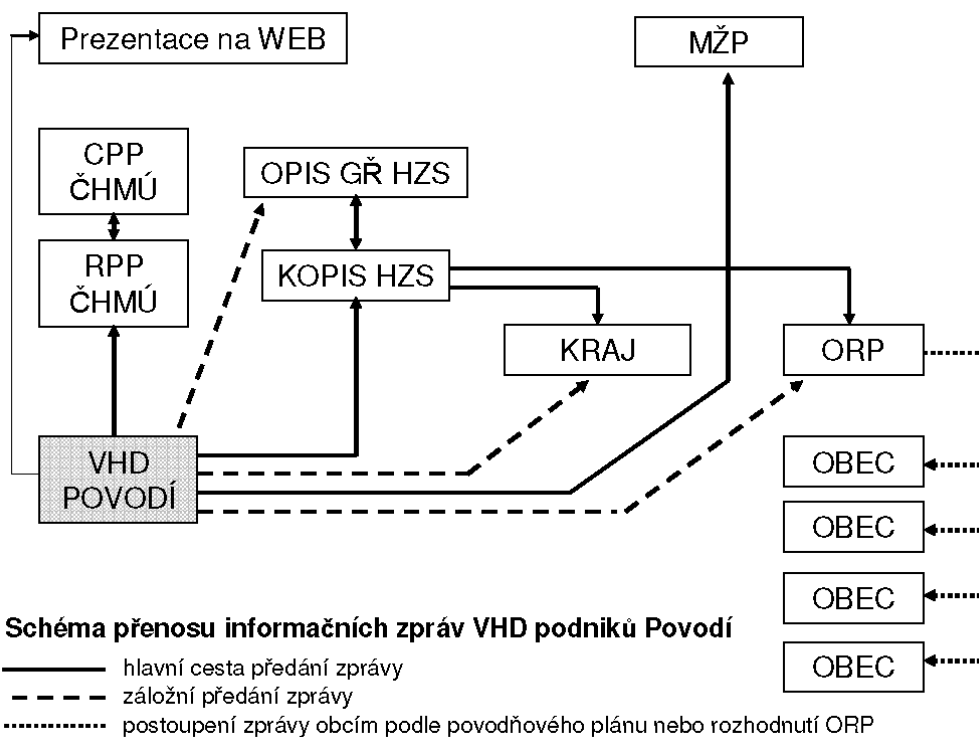 Prezentace na WEB
MŽP
CPP
ČHMÚ
OPIS GŘ HZS
RPP
ČHMÚ
KOPIS HZS
KRAJ
ORP
VHD
POVODÍ
OBEC
OBEC
OBEC
OBEC
Schéma přenosu informačních zpráv VHD podniků Povodí
hlavní cesta předání zprávy
záložní předání zprávy
postoupení zprávy obcím podle povodňového plánu nebo rozhodnutí ORP